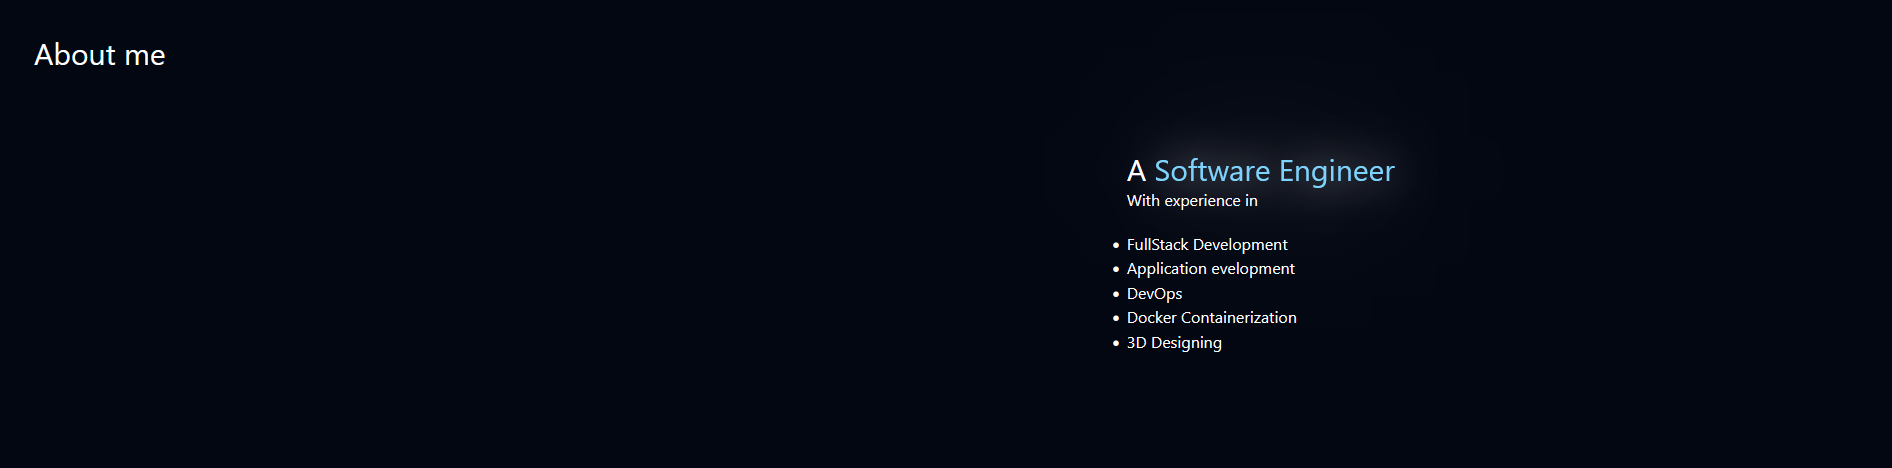 About me
A Software Engineer
With experience in
• FullStack Development
• Application evelopment
• DevOps
• Docker Containerization
• 3D Designing